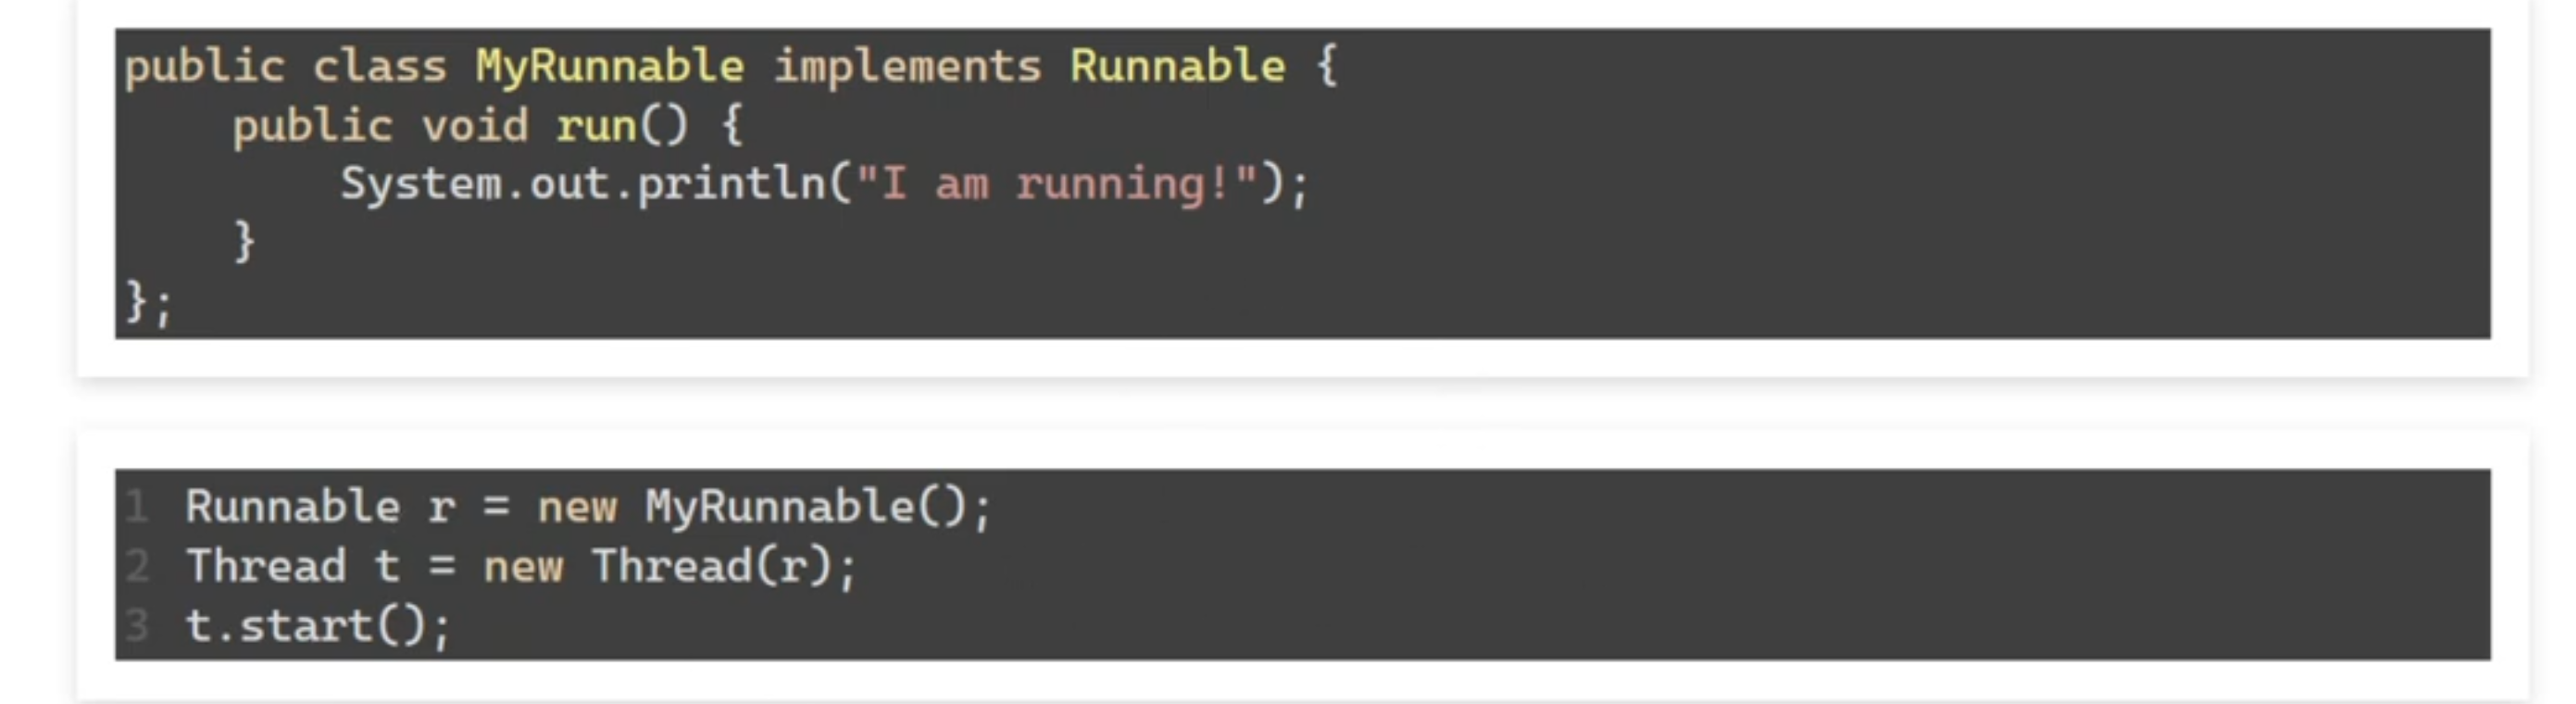 public class MyRunnable implements Runnable {
    public void run() {
        System.out.println("I am running!");
    }
};
1 Runnable r = new MyRunnable();
2 Thread t = new Thread(r);
3 t.start();